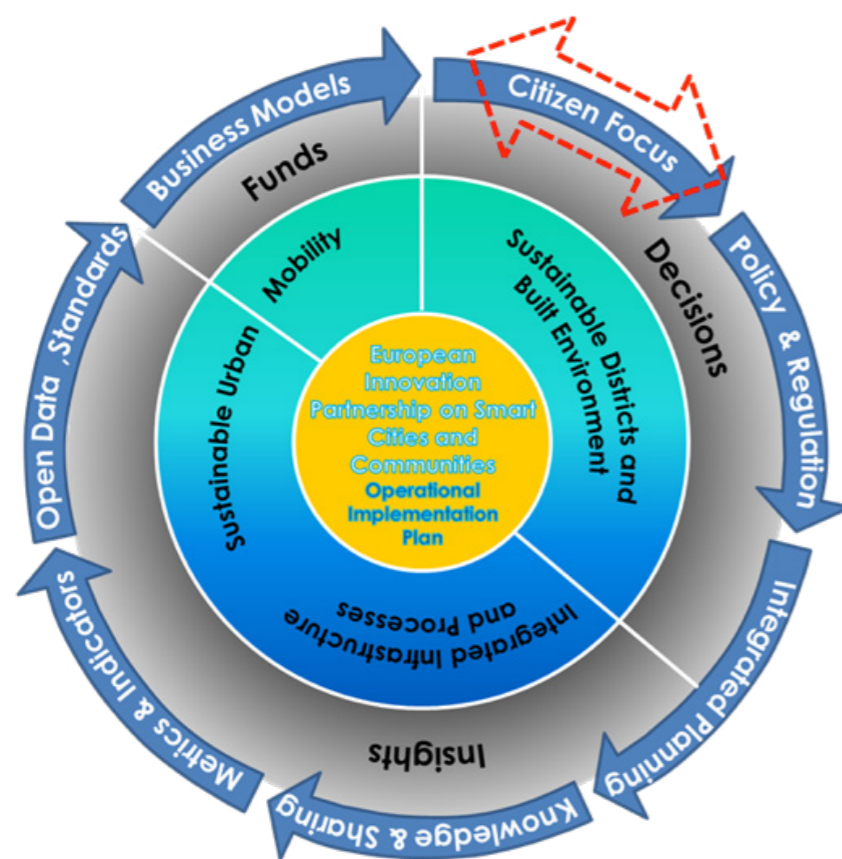 Business Models
Citizen Focus
Policy & Regulation
Integrated Planning
Knowledge & Sharing
Metrics & Indicators
Open Data ,Standards
Funds
Decisions
Insights
Sustainable Urban Mobility
Sustainable Districts and
Built Environment
Integrated Infrastructure
and Processes
European
Innovation
Partnership on Smart
Cities and
Communities
Operational
Implementation
Plan